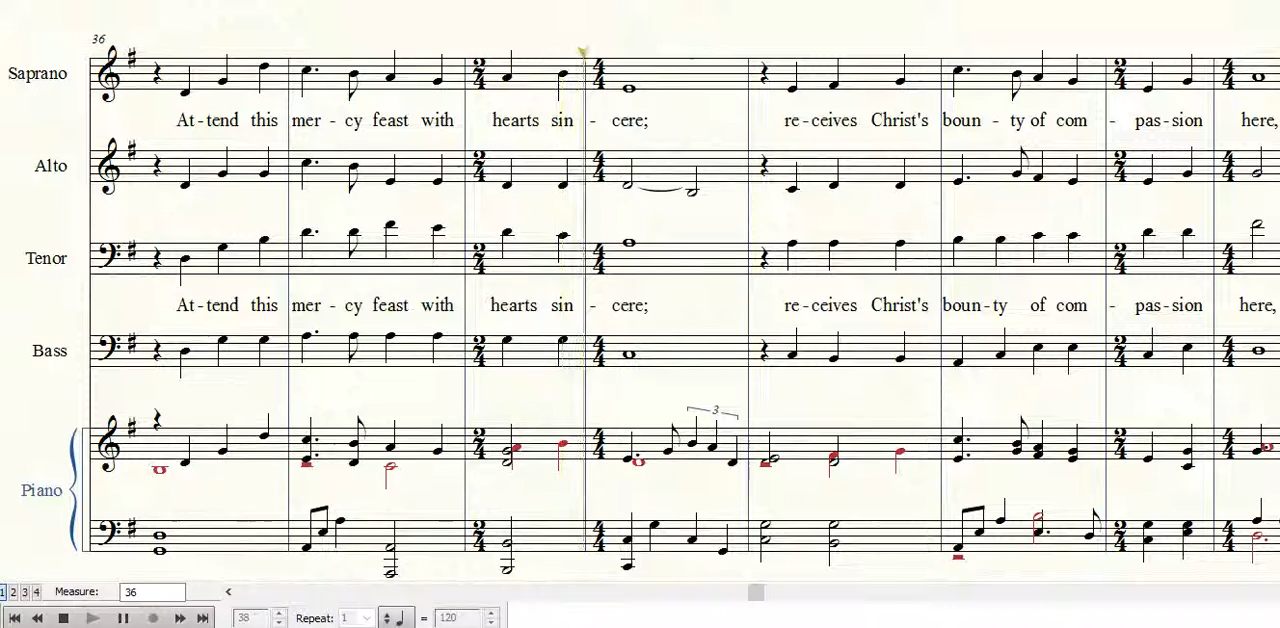 36
Saprano
At - tend this mer - cy feast with hearts sin - cere; re - ceives Christ's boun - ty of com - pas - sion here,
Alto
Tenor
At - tend this mer - cy feast with hearts sin - cere; re - ceives Christ's boun - ty of com - pas - sion here,
Bass
3
Piano
1 2 3 4 Measure: 36
38 Repeat: 1 = 120